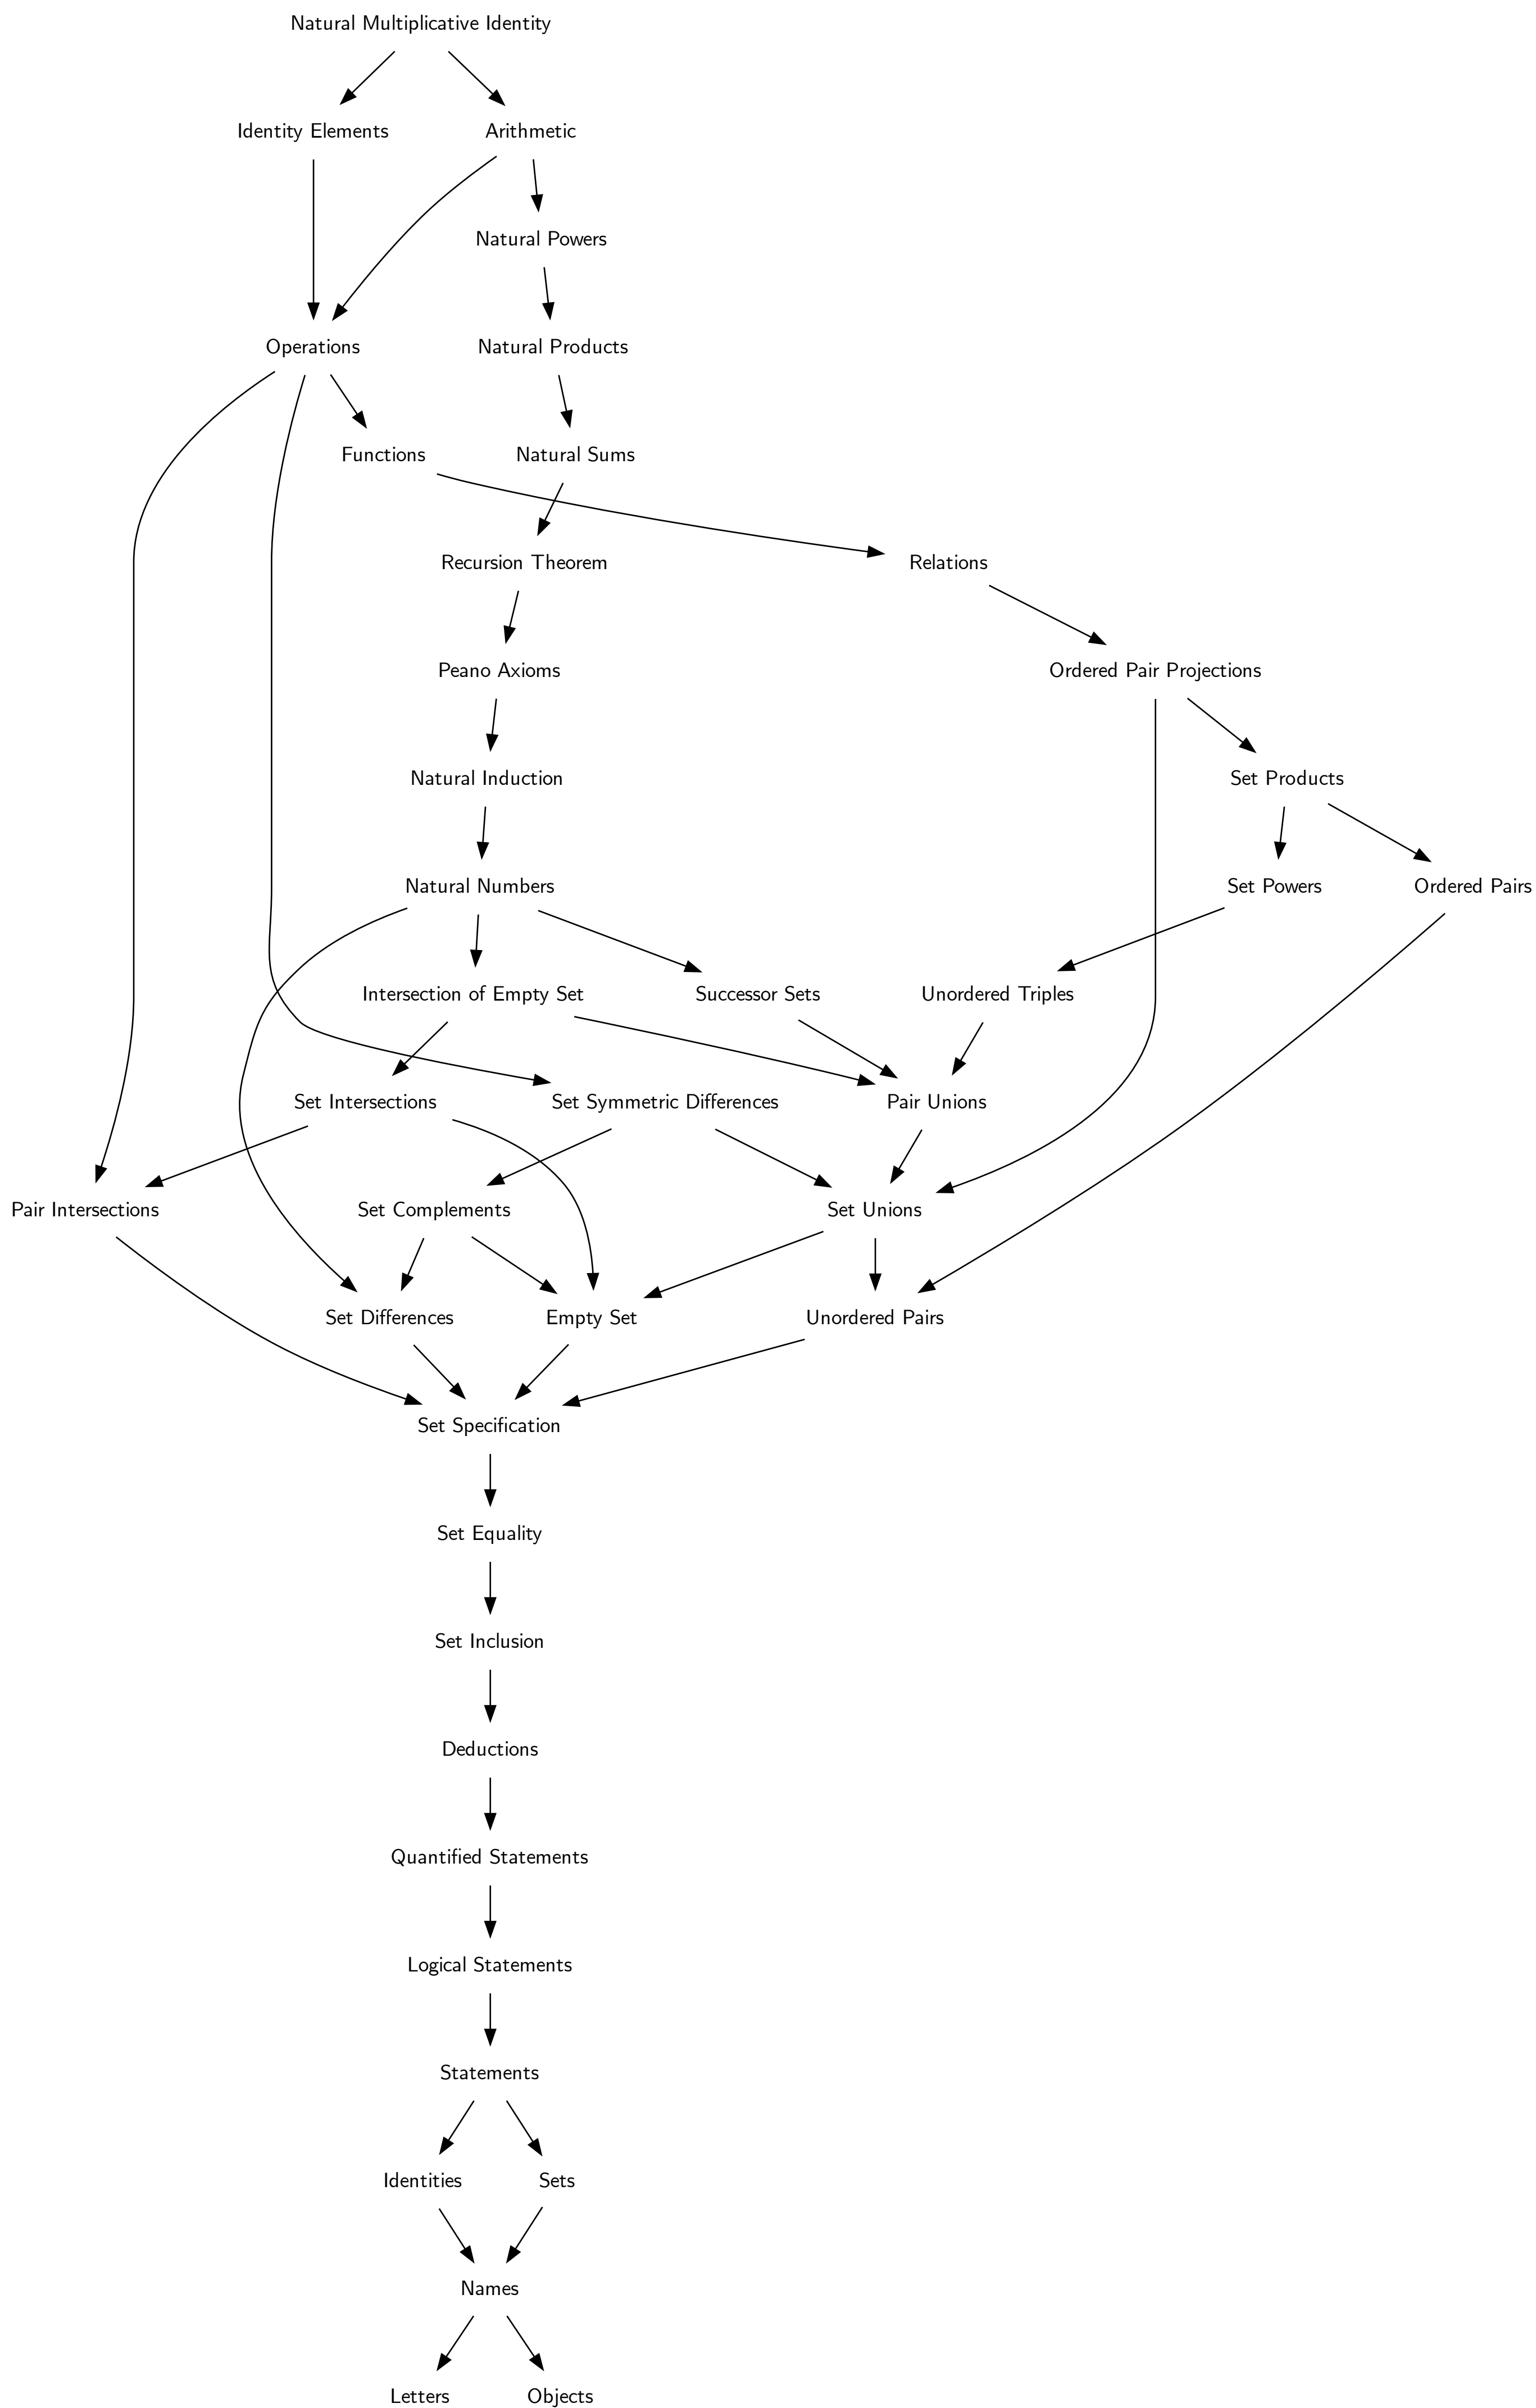 Natural Multiplicative Identity
Identity Elements
Arithmetic
Natural Powers
Operations
Natural Products
Functions
Natural Sums
Recursion Theorem
Relations
Peano Axioms
Ordered Pair Projections
Natural Induction
Set Products
Natural Numbers
Set Powers
Ordered Pairs
Intersection of Empty Set
Successor Sets
Unordered Triples
Set Intersections
Set Symmetric Differences
Pair Unions
Pair Intersections
Set Complements
Set Unions
Set Differences
Empty Set
Unordered Pairs
Set Specification
Set Equality
Set Inclusion
Deductions
Quantified Statements
Logical Statements
Statements
Identities
Sets
Names
Letters
Objects